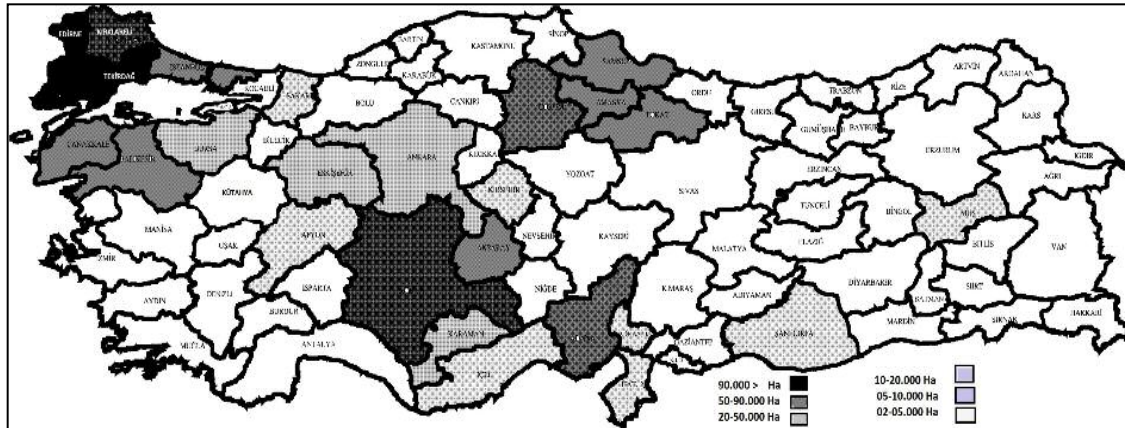 EDİRNE
KIRKLARELİ
TEKİRDAĞ
İSTANBUL
KOCAELİ
BOLU
BARTIN
KARABÜK
KASTAMONU
SİNOP
ÇANKIRI
SAMSUN
AMASYA
TOKAT
ORDU
TRABZON
RİZE
ARTVİN
ARDAHAN
KARS
GÜMÜŞHANE
BAYBURT
ERZURUM
IĞDIR
AĞRI
ÇANAKKALE
BALIKESİR
BURSA
BİLECİK
ESKİŞEHİR
ANKARA
KÜTAHYA
KIRŞEHİR
YOZGAT
SİVAS
ERZİNCAN
TUNCELİ
BİNGÖL
MUŞ
BİTLİS
VAN
MANİSA
UŞAK
AFYON
İZMİR
AYDIN
DENİZLİ
ISPARTA
BURDUR
ANTALYA
MUĞLA
AKSARAY
NEVŞEHİR
KAYSERİ
NİĞDE
MALATYA
ELAZIĞ
DİYARBAKIR
ADIYAMAN
K.MARAŞ
BATMAN
SİİRT
MARDİN
ŞIRNAK
HAKKARİ
KARAMAN
İÇEL
GAZİANTEP
ŞANLIURFA
90.000 > Ha
50-90.000 Ha
20-50.000 Ha
10-20.000 Ha
05-10.000 Ha
02-05.000 Ha